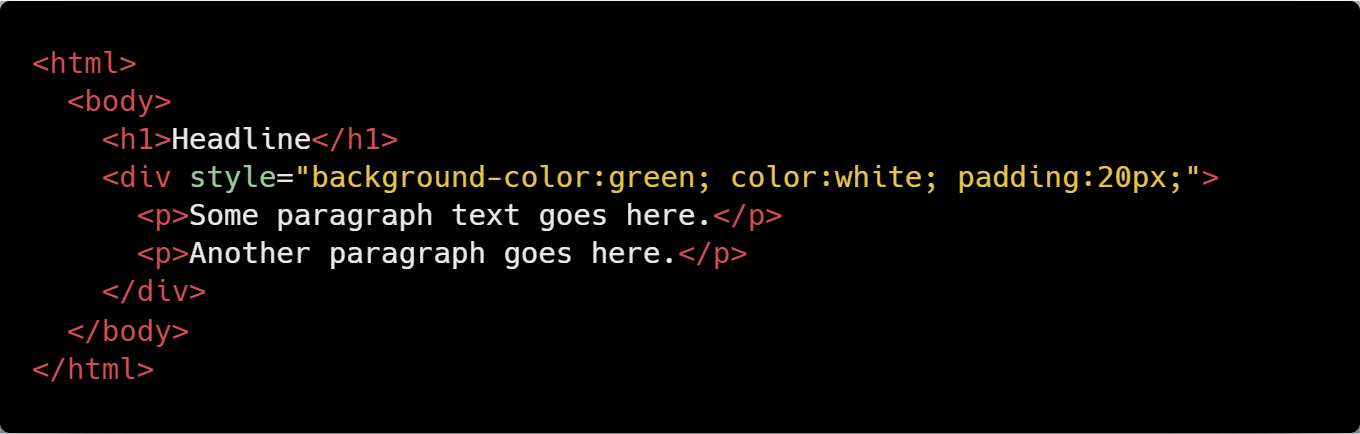 <html>
  <body>
    <h1>Headline</h1>
    <div style="background-color:green; color:white; padding:20px;">
      <p>Some paragraph text goes here.</p>
      <p>Another paragraph goes here.</p>
    </div>
  </body>
</html>